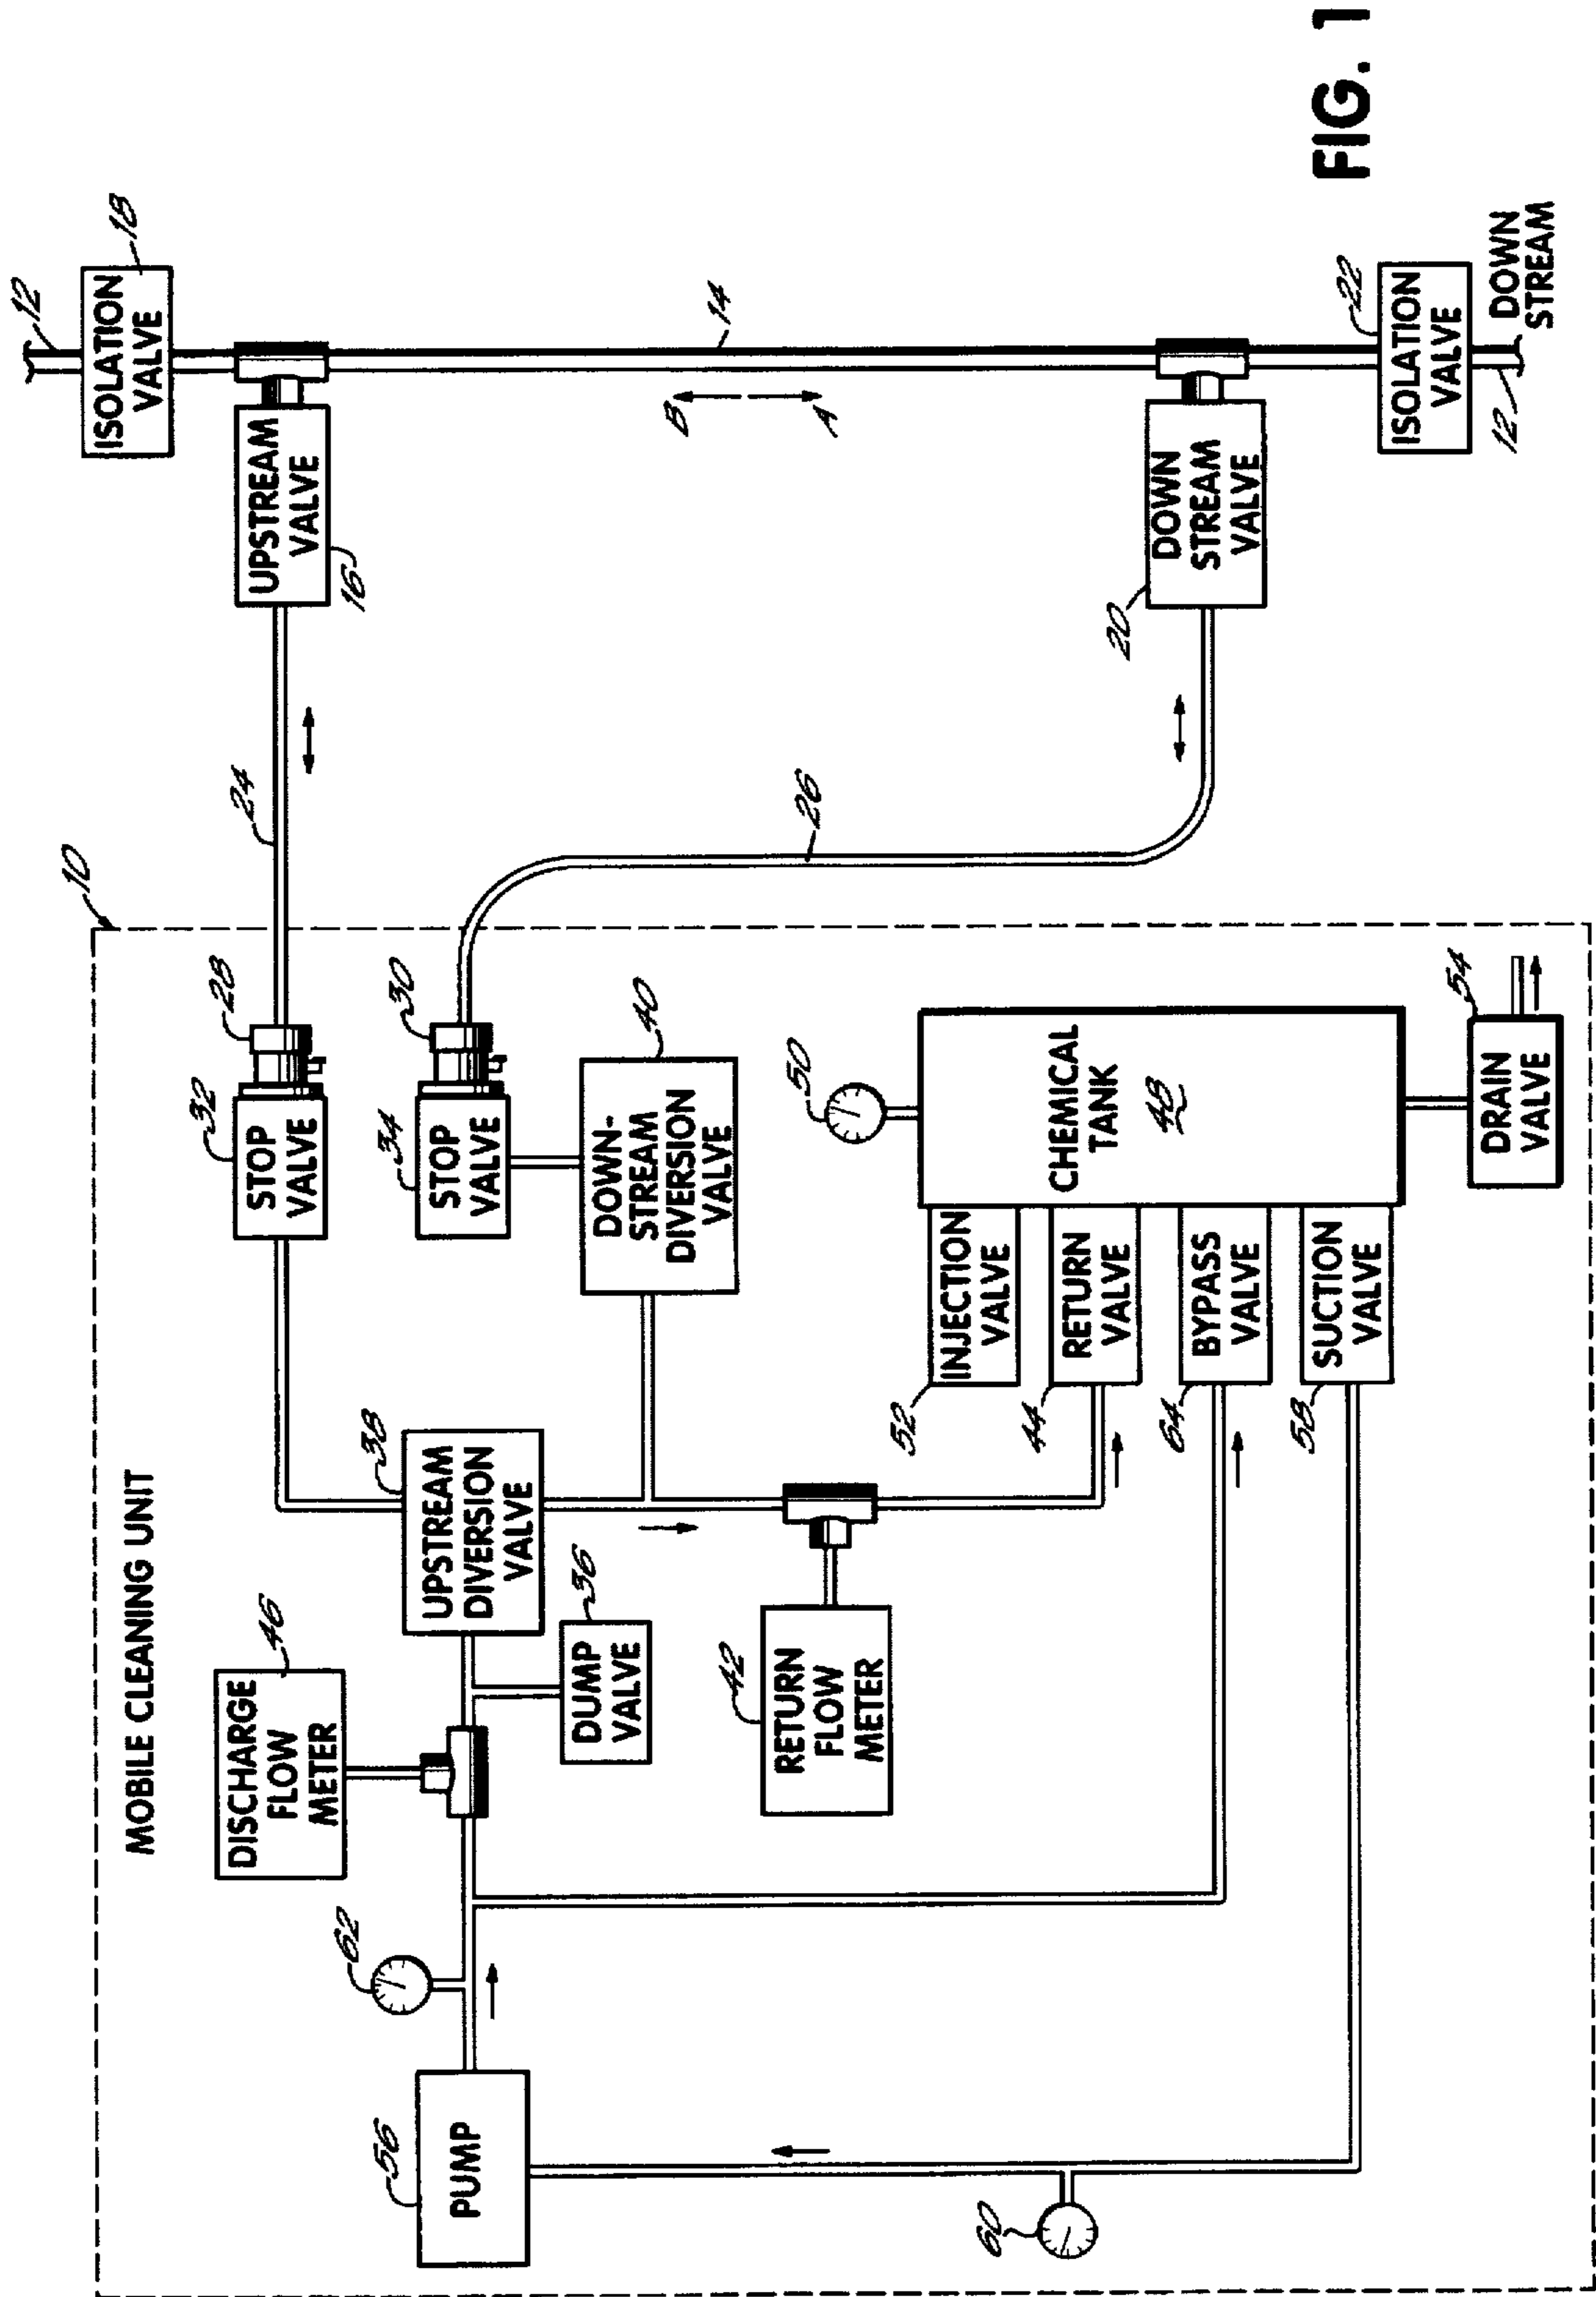 MOBILE CLEANING UNIT
10
DISCHARGE
FLOW
METER
46
62
56
PUMP
60
UPSTREAM
DIVERSION
VALVE
38
DUMP
VALVE
36
42
RETURN
FLOW
METER
32
STOP
VALVE
28
34
STOP
VALVE
30
DOWN-
STREAM
DIVERSION
VALVE
40
50
CHEMICAL
TANK
48
52
INJECTION
VALVE
44
RETURN
VALVE
64
BYPASS
VALVE
58
SUCTION
VALVE
54
DRAIN
VALVE
24
26
UPSTREAM
VALVE
16
20
DOWN
STREAM
VALVE
12
ISOLATION
VALVE
18
14
B
A
22
ISOLATION
VALVE
12
DOWN
STREAM
FIG. 1